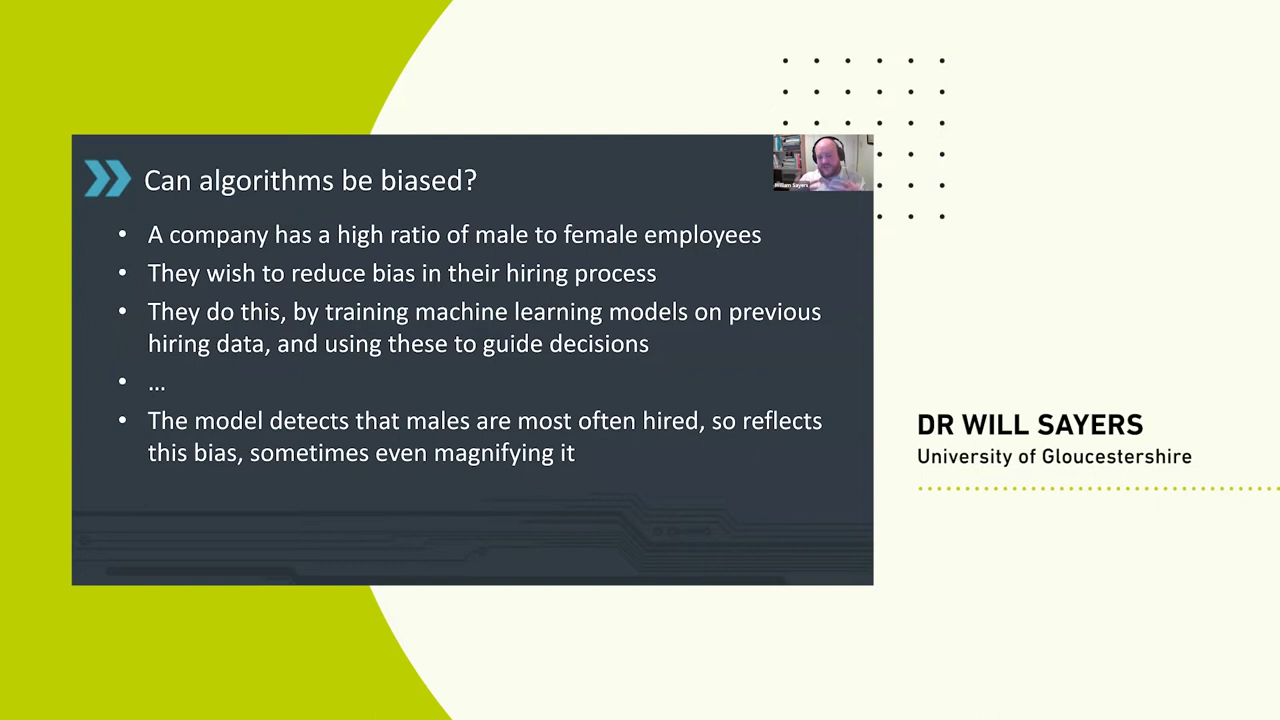 Can algorithms be biased?
William Sayers
• A company has a high ratio of male to female employees
• They wish to reduce bias in their hiring process
• They do this, by training machine learning models on previous
hiring data, and using these to guide decisions
• ...
• The model detects that males are most often hired, so reflects
this bias, sometimes even magnifying it
DR WILL SAYERS
University of Gloucestershire